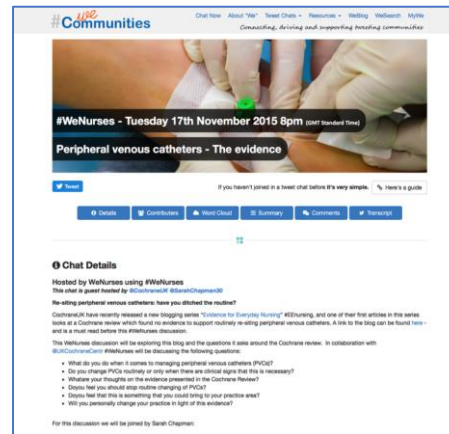 #Communities
we
Chat Now About "We" Tweet Chats Resources WeBlog WeSearch MyWe
Connecting, driving and supporting tweeting communities
#WeNurses - Tuesday 17th November 2015 8pm (GMT Standard Time)
Peripheral venous catheters - The evidence
Tweet
If you haven't joined in a tweet chat before it's very simple. Here's a guide
Details Contributors Word Cloud Summary Comments Transcript
Chat Details
Hosted by WeNurses using #WeNurses
This chat is guest hosted by @CochraneUK @SarahChapman30
Re-siting peripheral venous catheters: have you ditched the routine?
CochraneUK have recently released a new blogging series "Evidence for Everyday Nursing" #EEnursing, and one of their first articles in this series
looks at a Cochrane review which found no evidence to support routinely re-siting peripheral venous catheters. A link to the blog can be found here -
and is a must read before this #WeNurses discussion.
This WeNurses discussion will be exploring this blog and the questions it asks around the Cochrane review. In collaboration with
@UKCochraneCentr #WeNurses will be discussing the following questions:
• What do you do when it comes to managing peripheral venous catheters (PVCs)?
• Do you change PVCs routinely or only when there are clinical signs that this is necessary?
• Whatare your thoughts on the evidence presented in the Cochrane Review?
• Doyou feel you should stop routine changing of PVCs?
• Doyou feel that this is something that you could bring to your practice area?
• Will you personally change your practice in light of this evidence?
For this discussion we will be joined by Sarah Chapman: